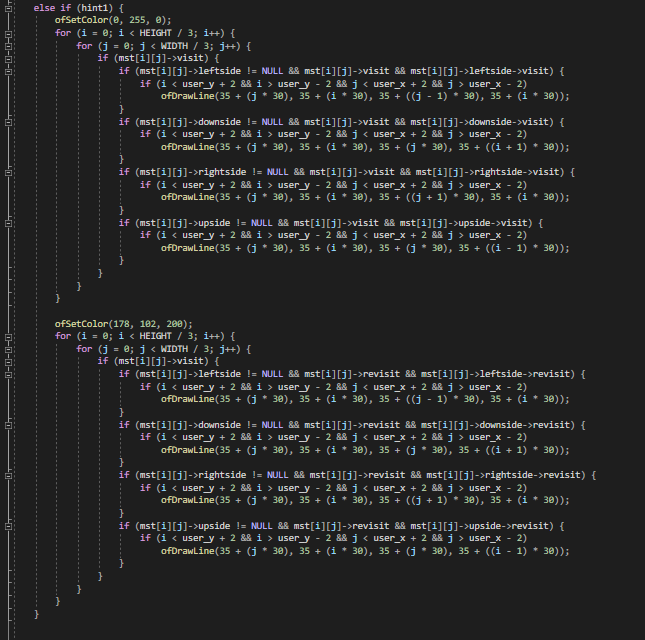 else if (hint1) {
ofSetColor(0, 255, 0);
for (i = 0; i < HEIGHT / 3; i++) {
for (j = 0; j < WIDTH / 3; j++) {
if (mst[i][j]->visit) {
if (mst[i][j]->leftside != NULL && mst[i][j]->visit && mst[i][j]->leftside->visit) {
if (i < user_y + 2 && i > user_y - 2 && j < user_x + 2 && j > user_x - 2)
ofDrawLine(35 + (j * 30), 35 + (i * 30), 35 + ((j - 1) * 30), 35 + (i * 30));
}
if (mst[i][j]->downside != NULL && mst[i][j]->visit && mst[i][j]->downside->visit) {
if (i < user_y + 2 && i > user_y - 2 && j < user_x + 2 && j > user_x - 2)
ofDrawLine(35 + (j * 30), 35 + (i * 30), 35 + (j * 30), 35 + ((i + 1) * 30));
}
if (mst[i][j]->rightside != NULL && mst[i][j]->visit && mst[i][j]->rightside->visit) {
if (i < user_y + 2 && i > user_y - 2 && j < user_x + 2 && j > user_x - 2)
ofDrawLine(35 + (j * 30), 35 + (i * 30), 35 + ((j + 1) * 30), 35 + (i * 30));
}
if (mst[i][j]->upside != NULL && mst[i][j]->visit && mst[i][j]->upside->visit) {
if (i < user_y + 2 && i > user_y - 2 && j < user_x + 2 && j > user_x - 2)
ofDrawLine(35 + (j * 30), 35 + (i * 30), 35 + (j * 30), 35 + ((i - 1) * 30));
}
}
}
}
ofSetColor(178, 102, 200);
for (i = 0; i < HEIGHT / 3; i++) {
for (j = 0; j < WIDTH / 3; j++) {
if (mst[i][j]->visit) {
if (mst[i][j]->leftside != NULL && mst[i][j]->revisit && mst[i][j]->leftside->revisit) {
if (i < user_y + 2 && i > user_y - 2 && j < user_x + 2 && j > user_x - 2)
ofDrawLine(35 + (j * 30), 35 + (i * 30), 35 + ((j - 1) * 30), 35 + (i * 30));
}
if (mst[i][j]->downside != NULL && mst[i][j]->revisit && mst[i][j]->downside->revisit) {
if (i < user_y + 2 && i > user_y - 2 && j < user_x + 2 && j > user_x - 2)
ofDrawLine(35 + (j * 30), 35 + (i * 30), 35 + (j * 30), 35 + ((i + 1) * 30));
}
if (mst[i][j]->rightside != NULL && mst[i][j]->revisit && mst[i][j]->rightside->revisit) {
if (i < user_y + 2 && i > user_y - 2 && j < user_x + 2 && j > user_x - 2)
ofDrawLine(35 + (j * 30), 35 + (i * 30), 35 + ((j + 1) * 30), 35 + (i * 30));
}
if (mst[i][j]->upside != NULL && mst[i][j]->revisit && mst[i][j]->upside->revisit) {
if (i < user_y + 2 && i > user_y - 2 && j < user_x + 2 && j > user_x - 2)
ofDrawLine(35 + (j * 30), 35 + (i * 30), 35 + (j * 30), 35 + ((i - 1) * 30));
}
}
}
}
}